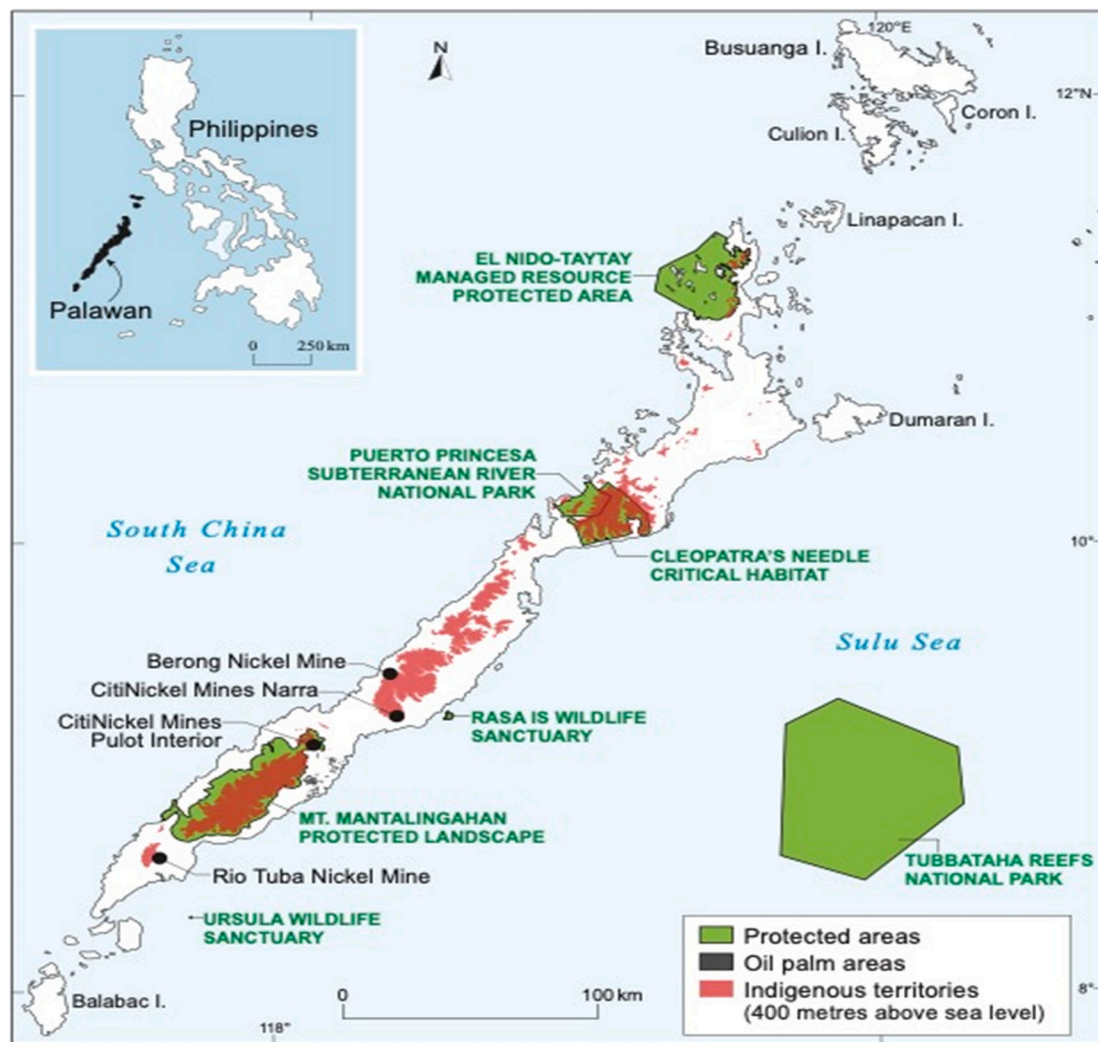 Philippines
Palawan
0 250 km
N
120°E
12°N
Busuanga I.
Coron I.
Culion I.
Linapacan I.
EL NIDO-TAYTAY
MANAGED RESOURCE
PROTECTED AREA
Dumaran I.
PUERTO PRINCESA
SUBTERRANEAN RIVER
NATIONAL PARK
South China
Sea
10°
CLEOPATRA'S NEEDLE
CRITICAL HABITAT
Sulu Sea
Berong Nickel Mine
CitiNickel Mines Narra
CitiNickel Mines
Pulot Interior
RASA IS WILDLIFE
SANCTUARY
MT. MANTALINGAHAN
PROTECTED LANDSCAPE
TUBBATAHA REEFS
NATIONAL PARK
Rio Tuba Nickel Mine
URSULA WILDLIFE
SANCTUARY
Balabac I.
118°
0 100 km
8°
Protected areas
Oil palm areas
Indigenous territories
(400 metres above sea level)